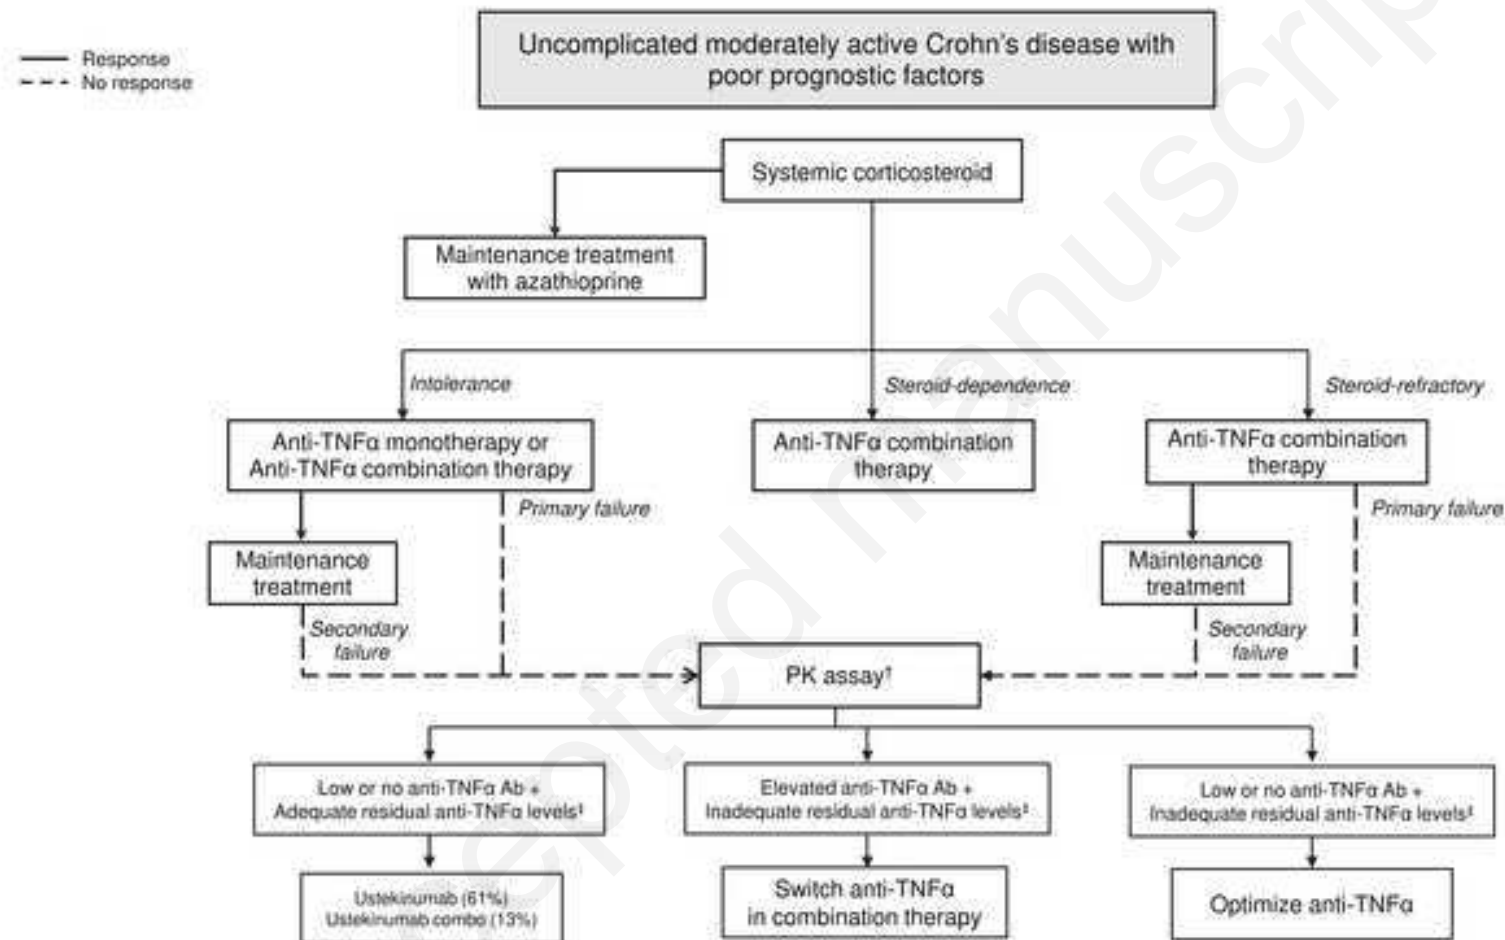 Uncomplicated moderately active Crohn's disease with
poor prognostic factors
Response
No response
Systemic corticosteroid
Maintenance treatment
with azathioprine
Intolerance
Steroid-dependence
Steroid-refractory
Anti-TNFα monotherapy or
Anti-TNFα combination therapy
Anti-TNFα combination
therapy
Anti-TNFα combination
therapy
Primary failure
Primary failure
Maintenance
treatment
Maintenance
treatment
Secondary
failure
Secondary
failure
PK assay†
Low or no anti-TNFα Ab +
Adequate residual anti-TNFα levels‡
Elevated anti-TNFα Ab +
Inadequate residual anti-TNFα levels‡
Low or no anti-TNFα Ab +
Inadequate residual anti-TNFα levels‡
Ustekinumab (61%)
Ustekinumab combo (13%)
Switch anti-TNFα
in combination therapy
Optimize anti-TNFα
epted manuscrip